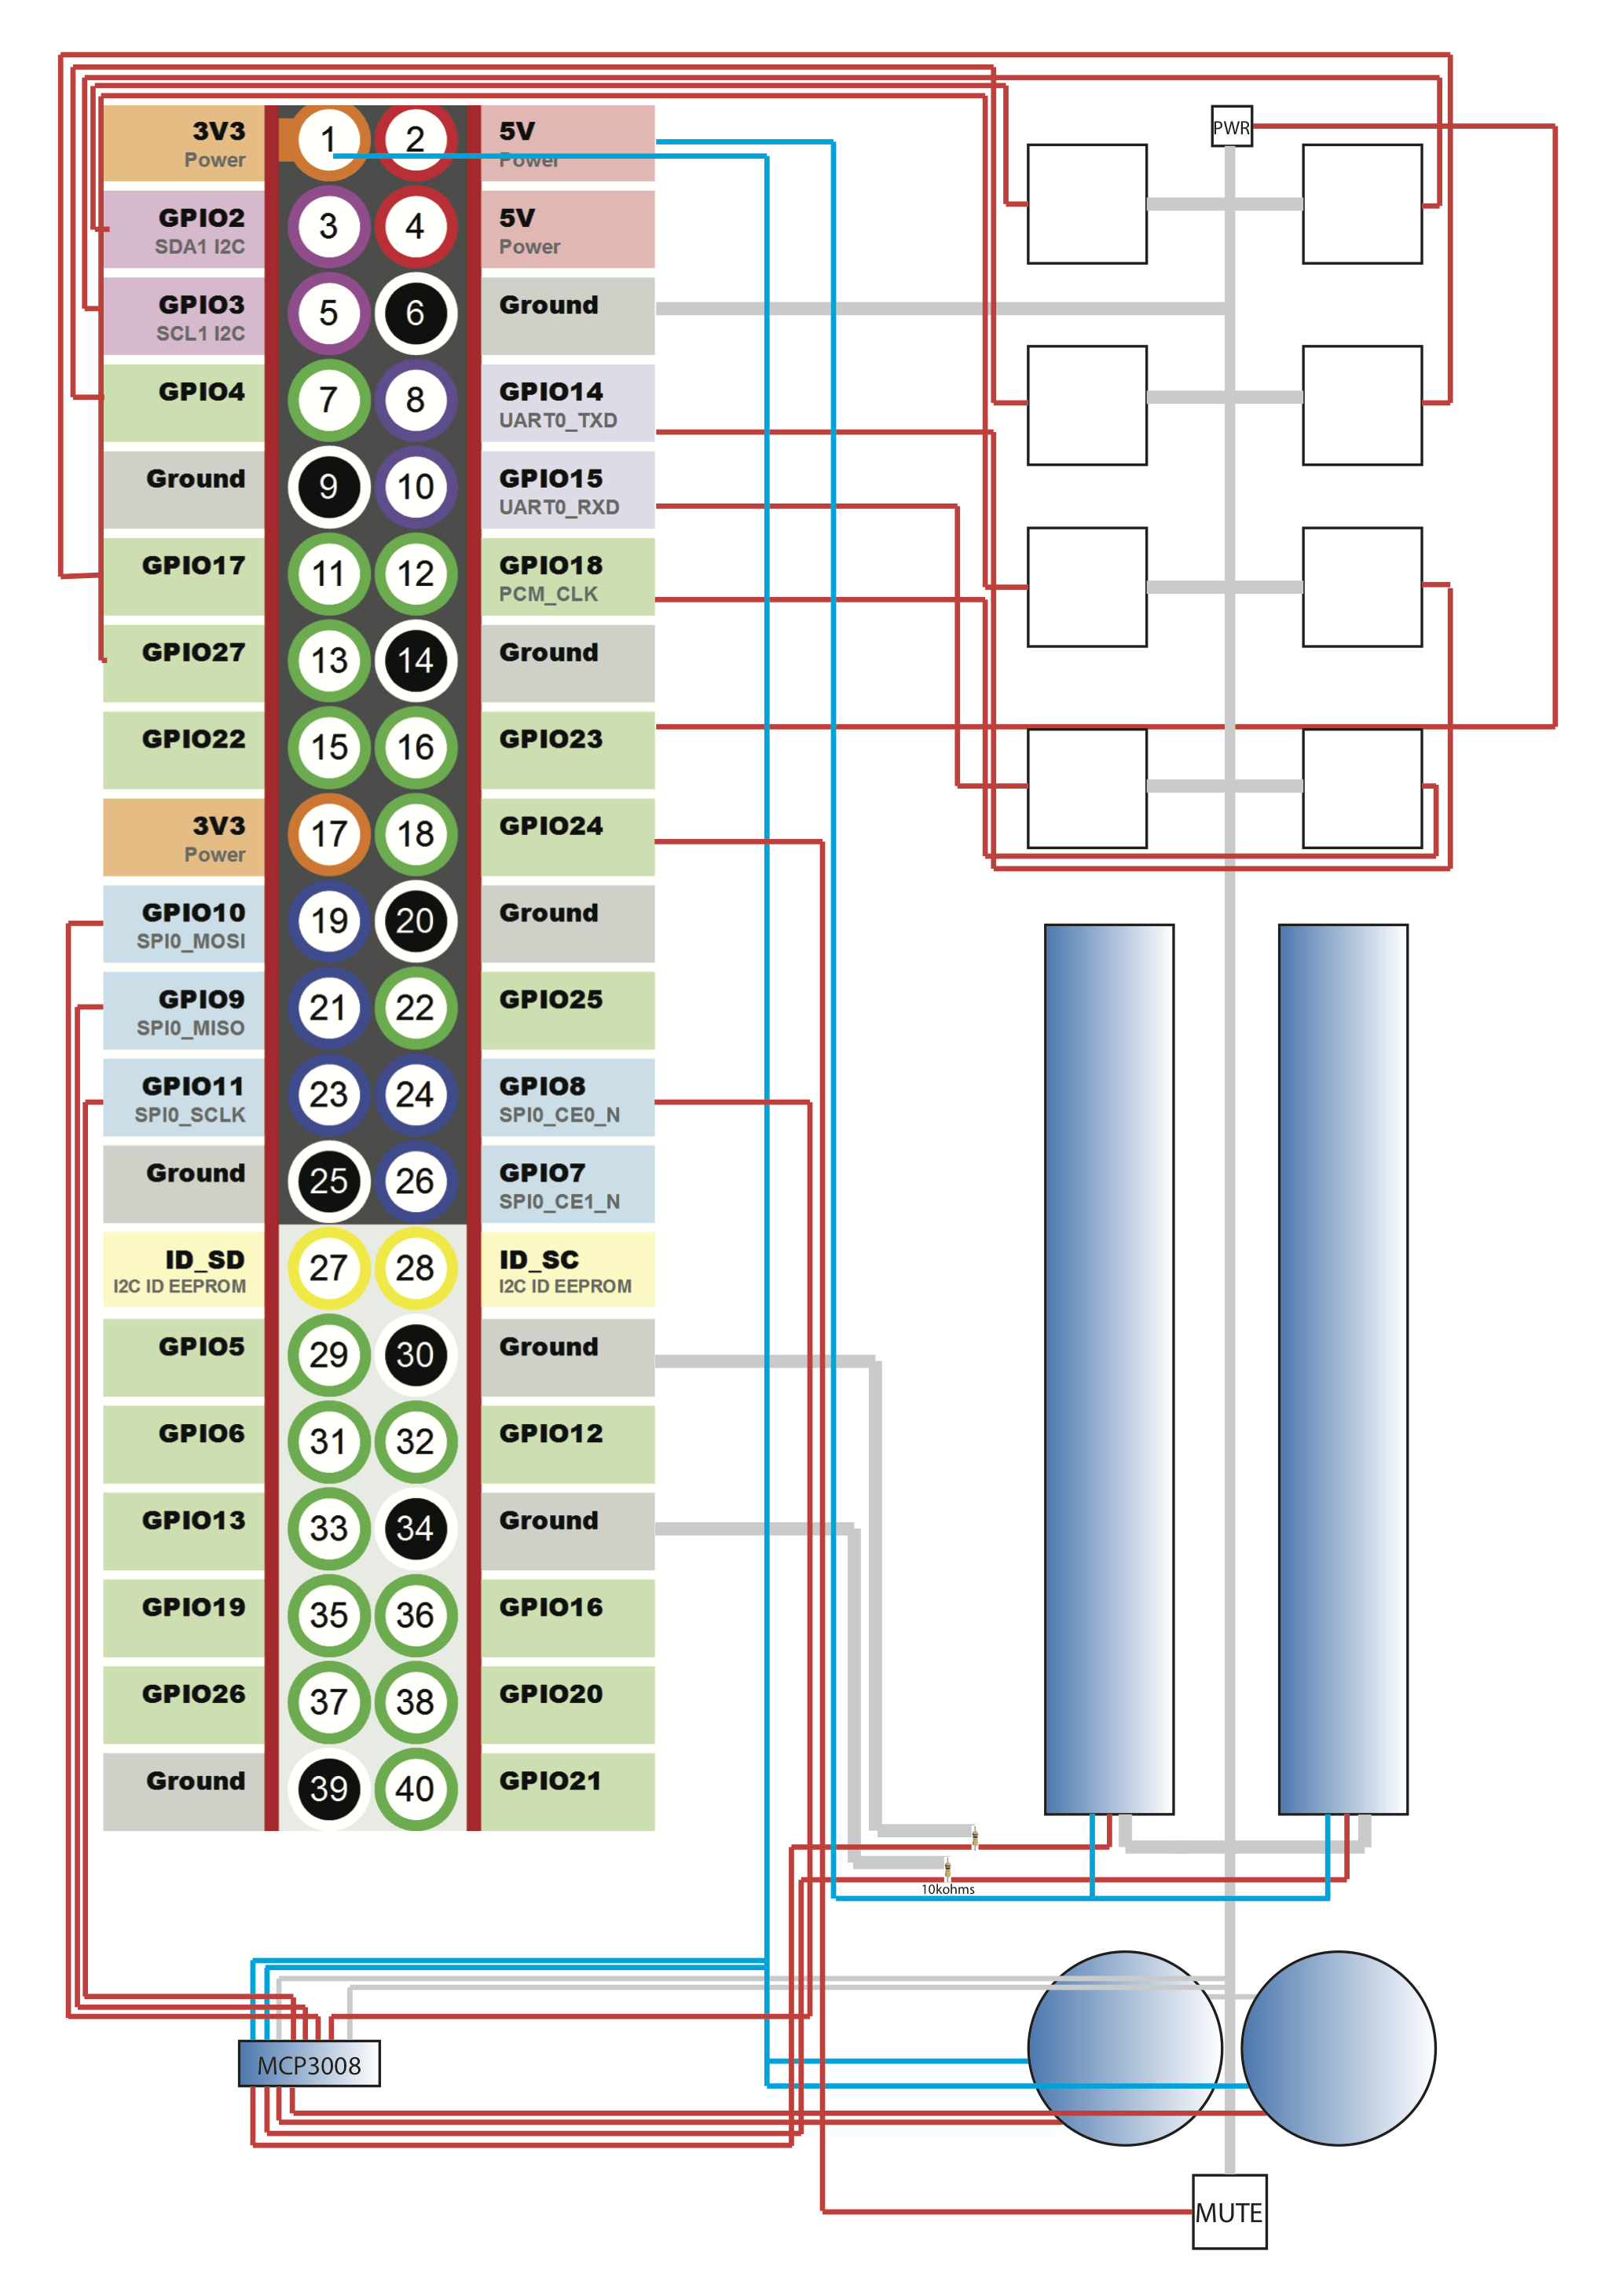 PWR
3V3
Power
1
2
5V
Power
GPIO2
SDA1 I2C
3
4
5V
Power
GPIO3
SCL1 I2C
5
6
Ground
GPIO4
7
8
GPIO14
UART0_TXD
Ground
9
10
GPIO15
UART0_RXD
GPIO17
11
12
GPIO18
PCM_CLK
GPIO27
13
14
Ground
GPIO22
15
16
GPIO23
3V3
Power
17
18
GPIO24
GPIO10
SPI0_MOSI
19
20
Ground
GPIO9
SPI0_MISO
21
22
GPIO25
GPIO11
SPI0_SCLK
23
24
GPIO8
SPI0_CE0_N
Ground
25
26
GPIO7
SPI0_CE1_N
ID_SD
I2C ID EEPROM
27
28
ID_SC
I2C ID EEPROM
GPIO5
29
30
Ground
GPIO6
31
32
GPIO12
GPIO13
33
34
Ground
GPIO19
35
36
GPIO16
GPIO26
37
38
GPIO20
Ground
39
40
GPIO21
10kohms
MCP3008
MUTE